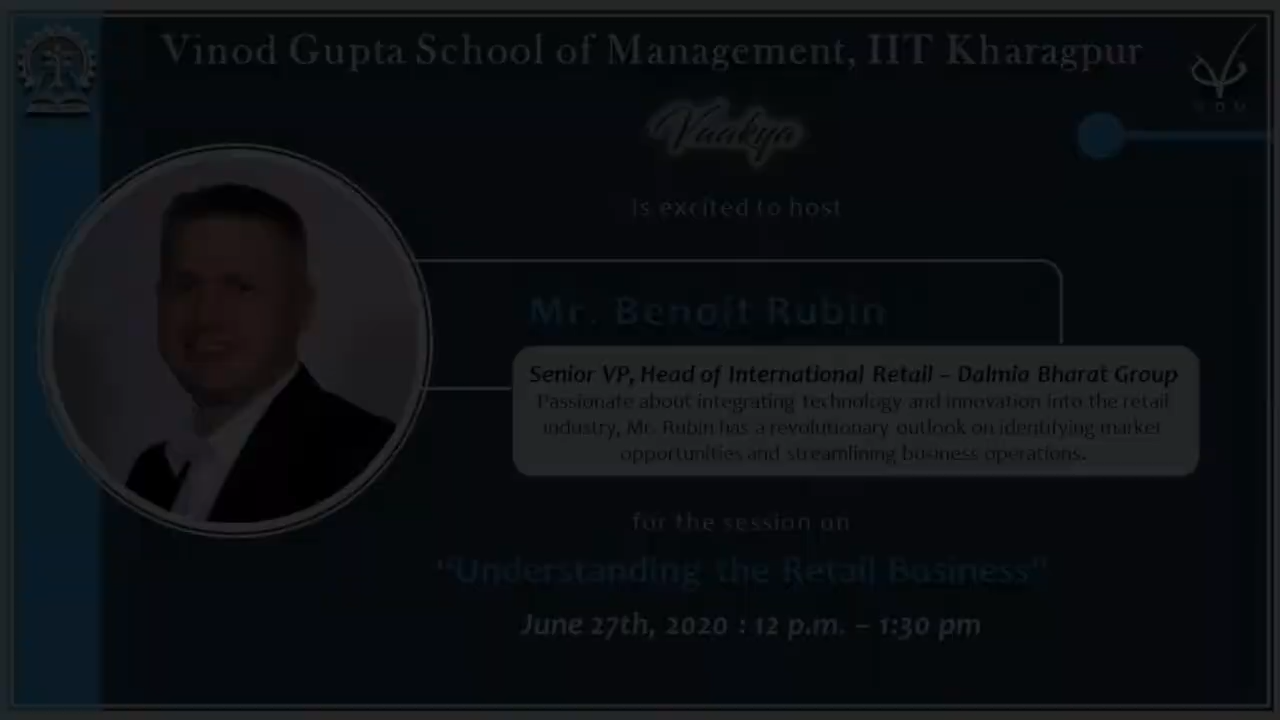 Vinod Gupta School of Management, IIT Kharagpur
Vaakya
is excited to host
Mr. Benoit Rubin
Senior VP, Head of International Retail – Dalmia Bharat Group
Passionate about integrating technology and innovation into the retail
industry, Mr. Rubin has a revolutionary outlook on identifying market
opportunities and streamlining business operations.
for the session on
"Understanding the Retail Business"
June 27th, 2020 : 12 p.m. – 1:30 pm